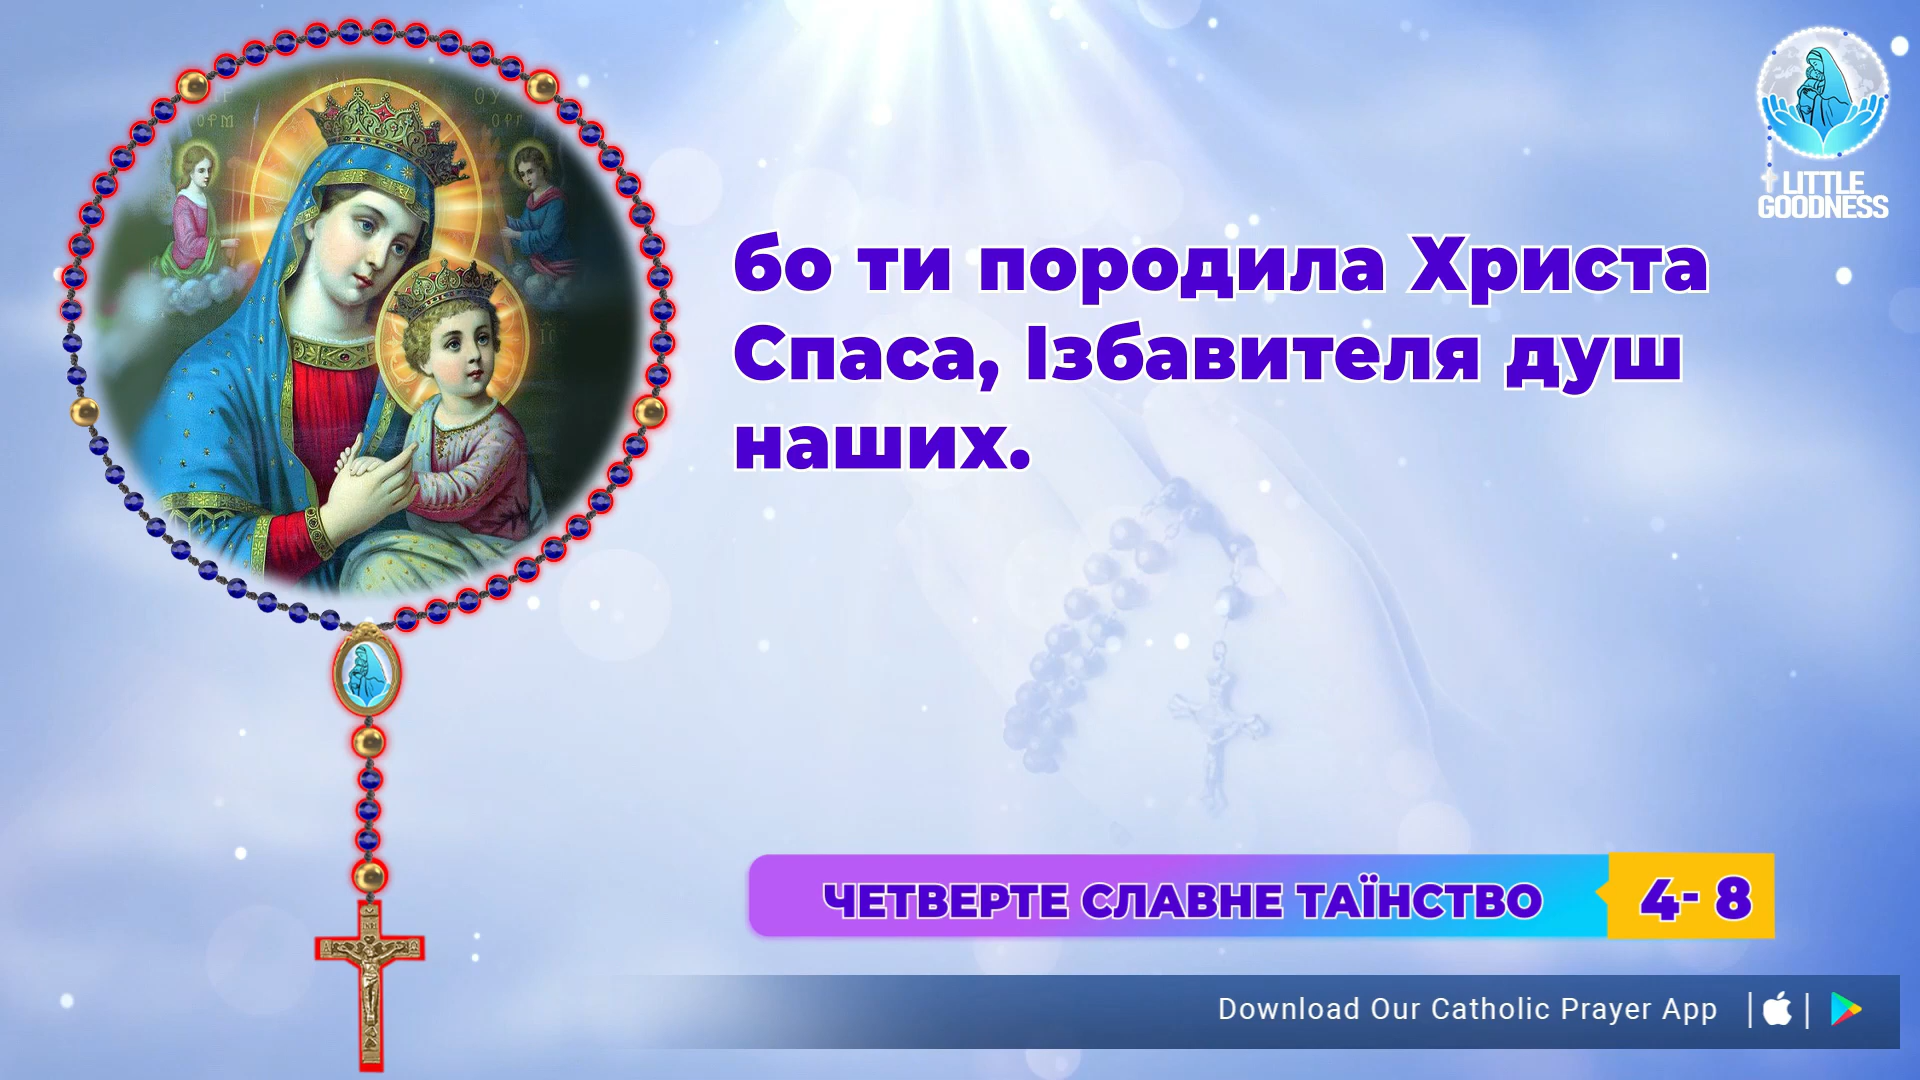 LITTLE
GOODNESS
бо ти породила Христа
Спаса, Ізбавителя душ
наших.
ЧЕТВЕРТЕ СЛАВНЕ ТАЇНСТВО
4- 8
Download Our Catholic Prayer App